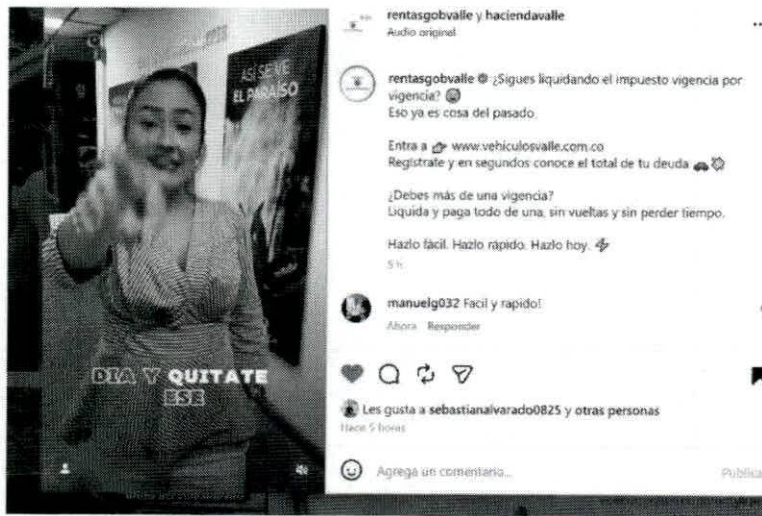 ASÍ SE VE
EL PARAÍSO
DIA Y QUITATE
ESE
rentasgobvalle y haciendavalle
Audio original
rentasgobvalle ¿Sigues liquidando el impuesto vigencia por
vigencia?
Eso ya es cosa del pasado.
Entra a www.vehiculosvalle.com.co
Regístrate y en segundos conoce el total de tu deuda
¿Debes más de una vigencia?
Liquida y paga todo de una, sin vueltas y sin perder tiempo.
Hazlo fácil. Hazlo rápido. Hazlo hoy.
5 h
manuelg032 Facil y rapido!
Ahora Responder
Les gusta a sebastianalvarado0825 y otras personas
Hace 5 horas
Agrega un comentario...
Publica